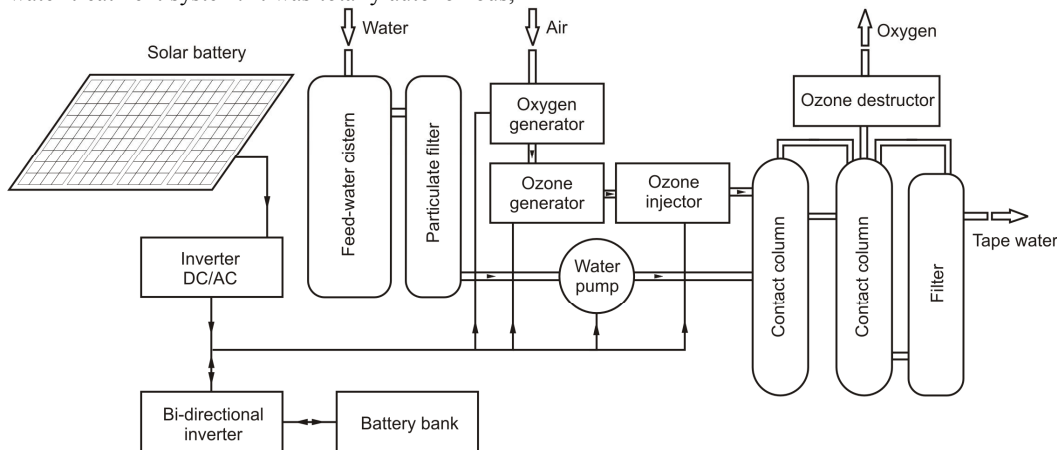 Water
Air
Oxygen
Solar battery
Feed-water cistern
Particulate filter
Oxygen
generator
Ozone destructor
Ozone
generator
Ozone
injector
Contact column
Contact column
Filter
Tape water
Inverter
DC/AC
Water
pump
Bi-directional
inverter
Battery bank